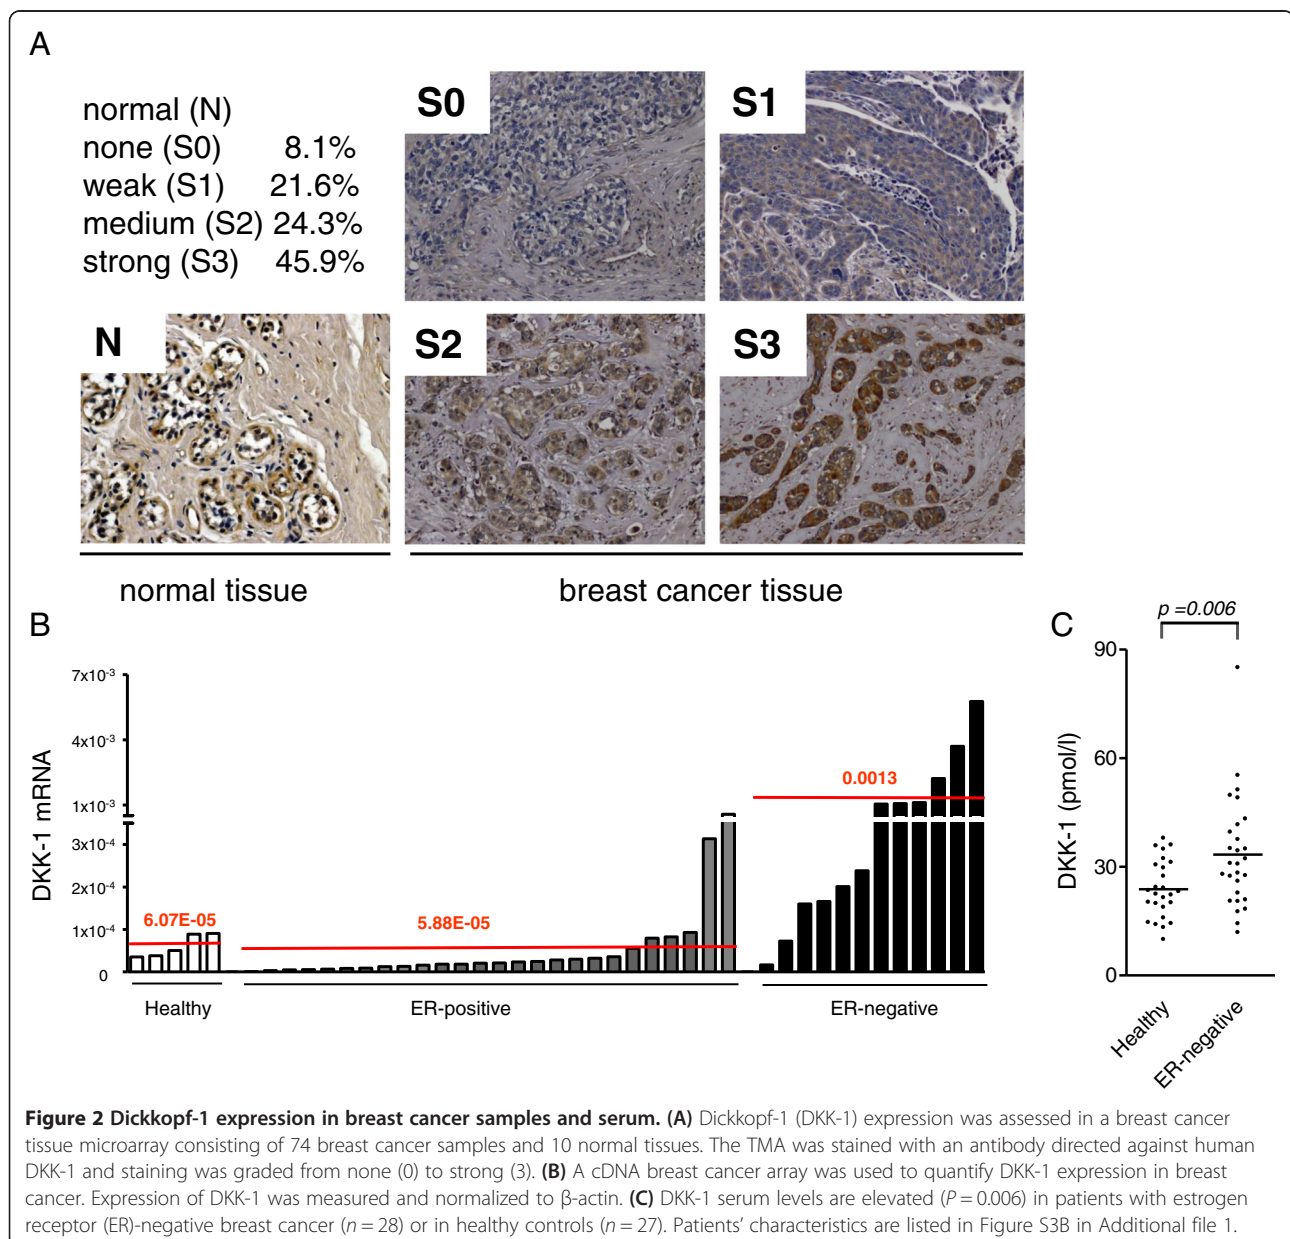 A
normal (N)
none (S0) 8.1%
weak (S1) 21.6%
medium (S2) 24.3%
strong (S3) 45.9%
S0
S1
N
S2
S3
normal tissue
breast cancer tissue
B
DKK-1 mRNA
7x10⁻³
4x10⁻³
1x10⁻³
3x10⁻⁴
2x10⁻⁴
1x10⁻⁴
0
6.07E-05
5.88E-05
0.0013
Healthy
ER-positive
ER-negative
C
p =0.006
DKK-1 (pmol/l)
90
60
30
0
Healthy
ER-negative
Figure 2 Dickkopf-1 expression in breast cancer samples and serum. (A) Dickkopf-1 (DKK-1) expression was assessed in a breast cancer
tissue microarray consisting of 74 breast cancer samples and 10 normal tissues. The TMA was stained with an antibody directed against human
DKK-1 and staining was graded from none (0) to strong (3). (B) A cDNA breast cancer array was used to quantify DKK-1 expression in breast
cancer. Expression of DKK-1 was measured and normalized to β-actin. (C) DKK-1 serum levels are elevated (P = 0.006) in patients with estrogen
receptor (ER)-negative breast cancer (n = 28) or in healthy controls (n = 27). Patients’ characteristics are listed in Figure S3B in Additional file 1.